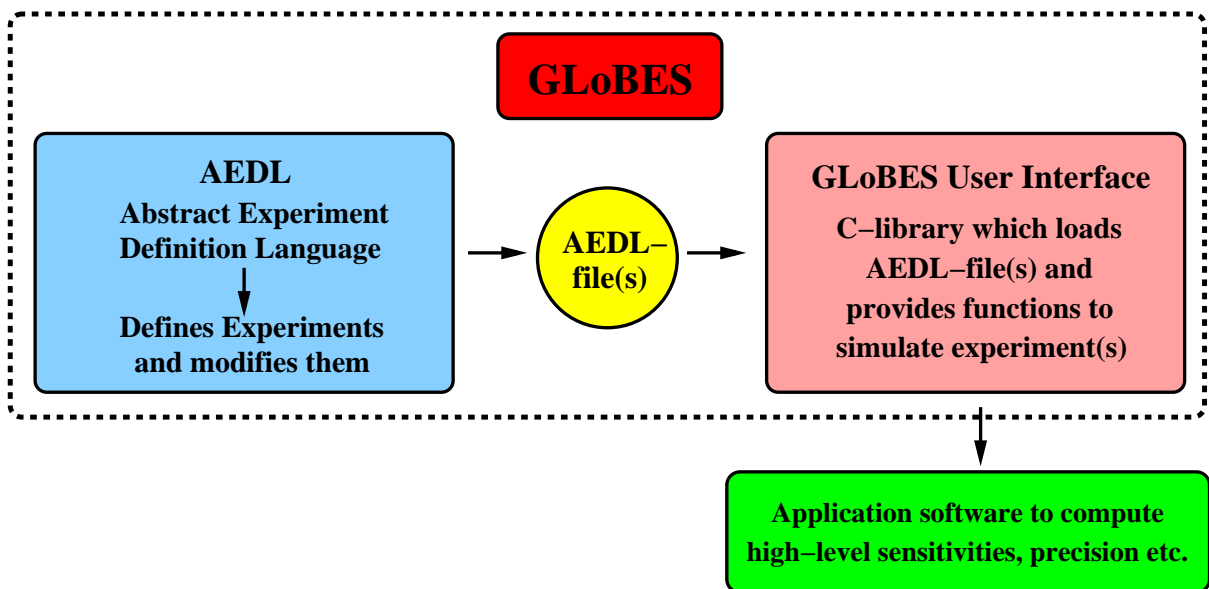 GLoBES
AEDL
Abstract Experiment
Definition Language
Defines Experiments
and modifies them
AEDL–
file(s)
GLoBES User Interface
C–library which loads
AEDL–file(s) and
provides functions to
simulate experiment(s)
Application software to compute
high–level sensitivities, precision etc.